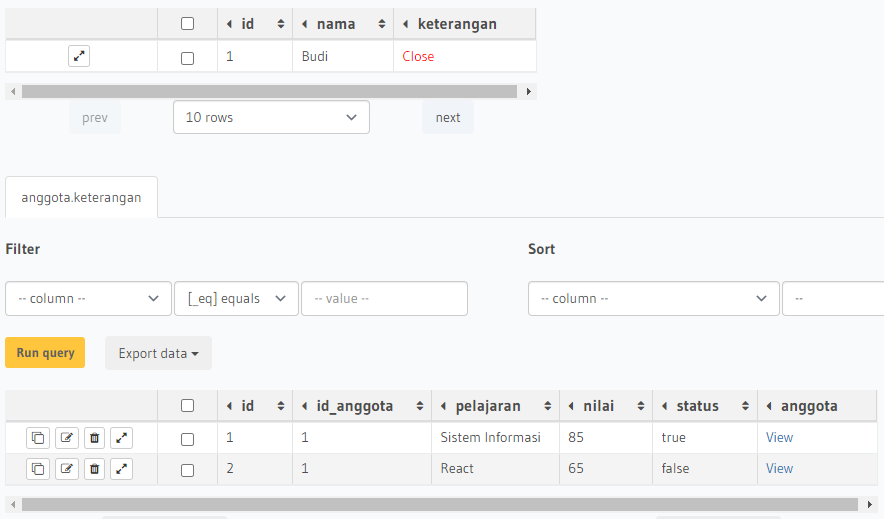 id nama keterangan
1 Budi Close
prev 10 rows next
anggota.keterangan
Filter Sort
-- column -- [_eq] equals -- value -- -- column -- --
Run query Export data
id id_anggota pelajaran nilai status anggota
1 1 Sistem Informasi 85 true View
2 1 React 65 false View